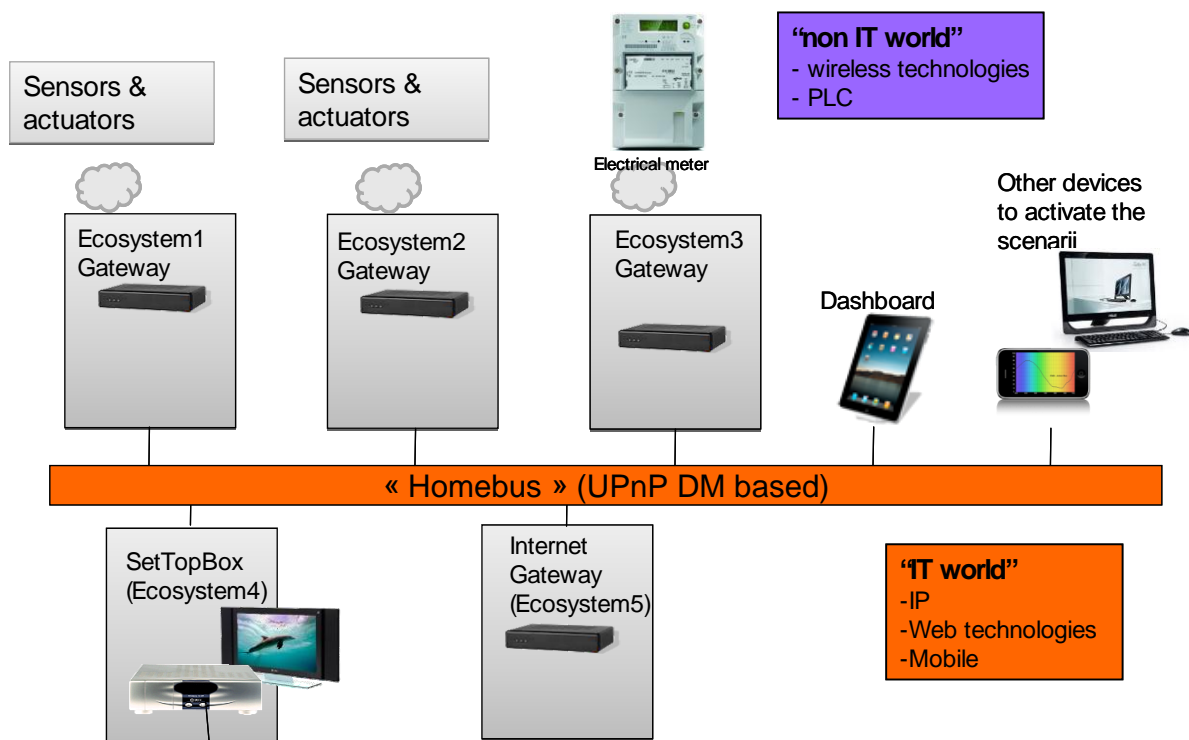 Sensors &
actuators
Sensors &
actuators
Electrical meter
“non IT world”
- wireless technologies
- PLC
Ecosystem1
Gateway
Ecosystem2
Gateway
Ecosystem3
Gateway
Dashboard
Other devices
to activate the
scenarii
« Homebus » (UPnP DM based)
SetTopBox
(Ecosystem4)
Internet
Gateway
(Ecosystem5)
“IT world”
-IP
-Web technologies
-Mobile